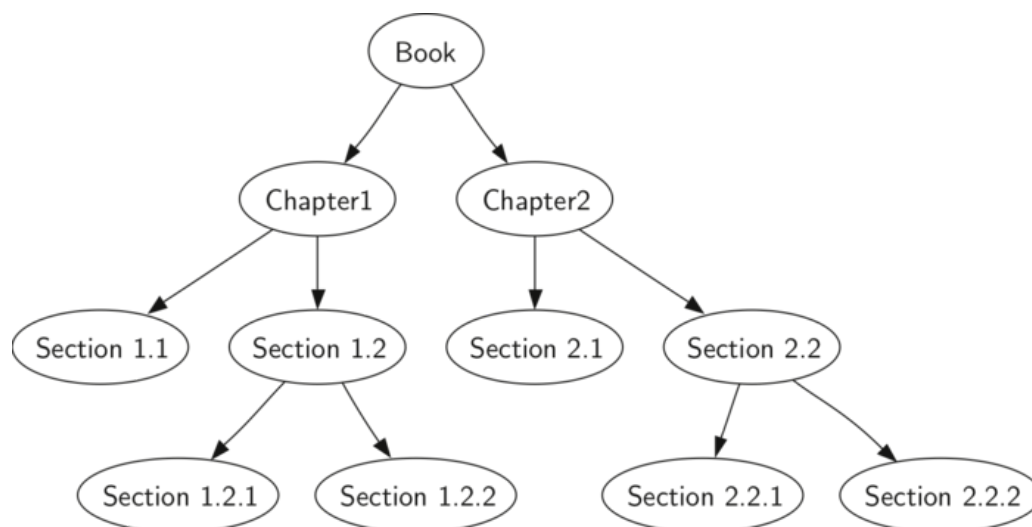 Book
Chapter1
Chapter2
Section 1.1
Section 1.2
Section 2.1
Section 2.2
Section 1.2.1
Section 1.2.2
Section 2.2.1
Section 2.2.2